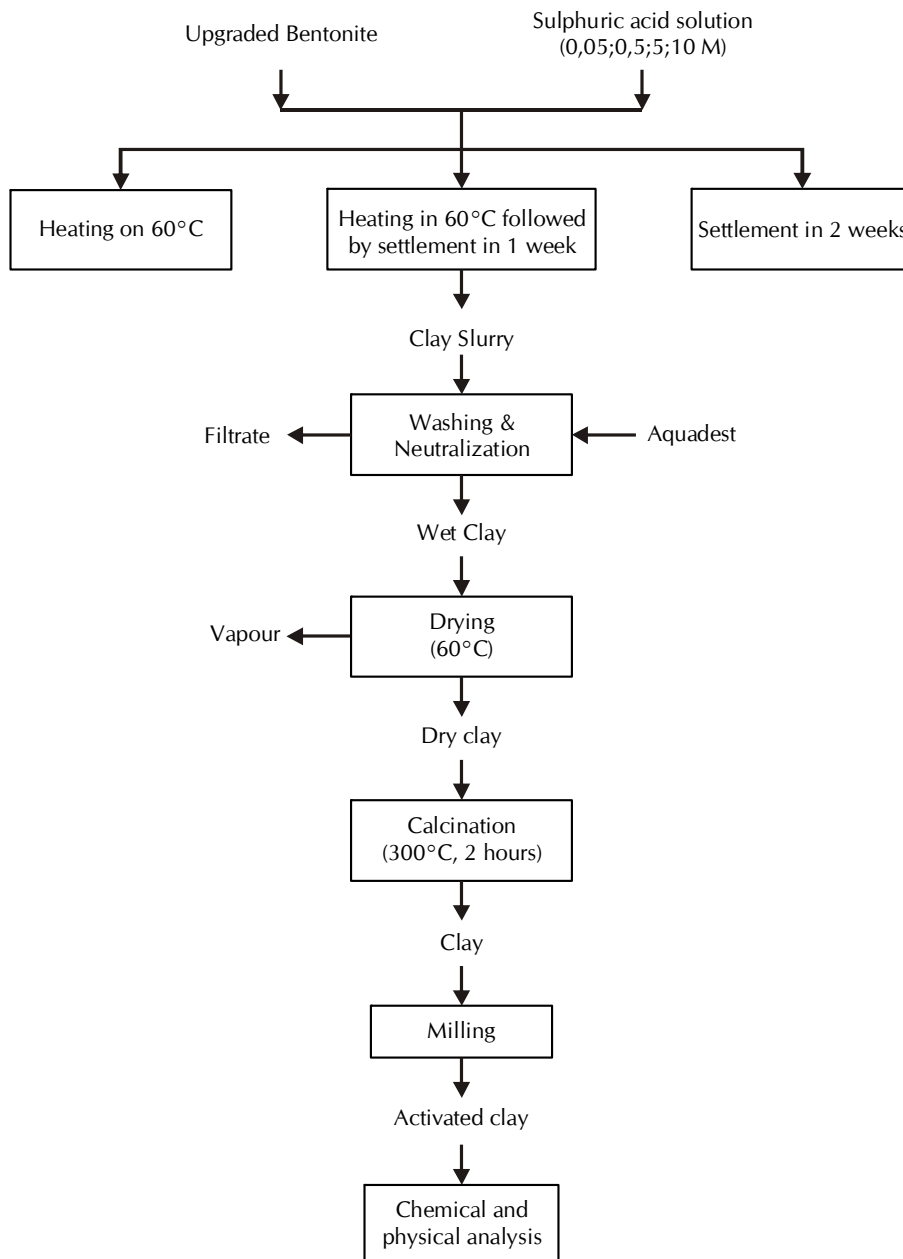 Upgraded Bentonite
Sulphuric acid solution
(0,05;0,5;5;10 M)
Heating on 60°C
Heating in 60°C followed
by settlement in 1 week
Settlement in 2 weeks
Clay Slurry
Filtrate
Washing &
Neutralization
Aquadest
Wet Clay
Vapour
Drying
(60°C)
Dry clay
Calcination
(300°C, 2 hours)
Clay
Milling
Activated clay
Chemical and
physical analysis